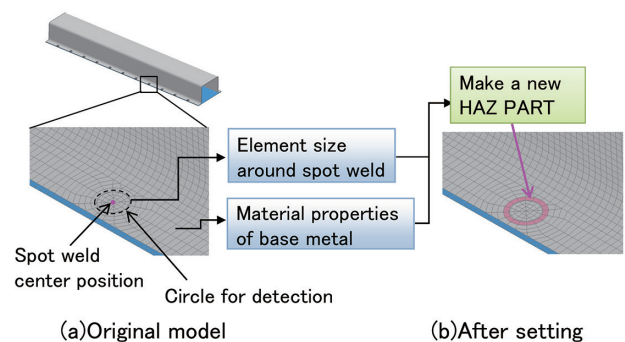 Make a new
HAZ PART
Element size
around spot weld
Material properties
of base metal
Spot weld
center position
Circle for detection
(a)Original model
(b)After setting